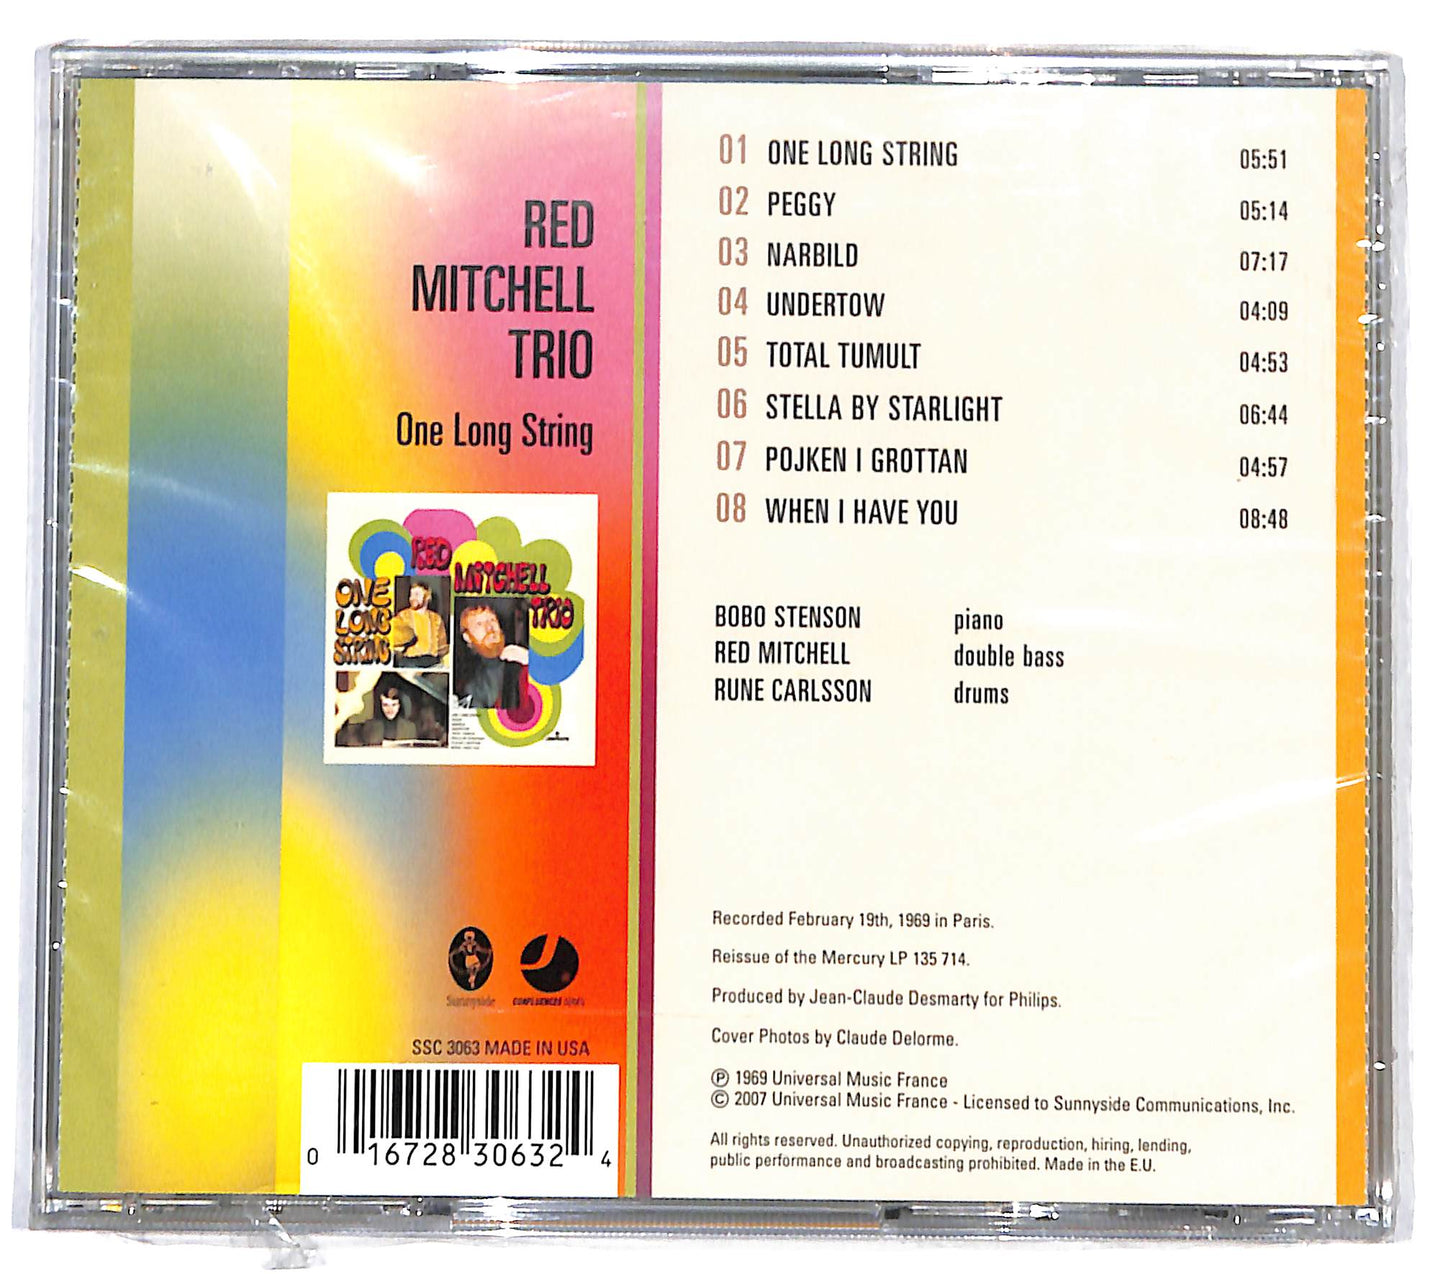 RED
MITCHELL
TRIO
One Long String
RED
MITCHELL
TRIO
ONE
LONG
STRING
Sunnyside
CONFLUENCES SERIES
SSC 3063 MADE IN USA
0 16728 30632 4
01 ONE LONG STRING 05:51
02 PEGGY 05:14
03 NARBILD 07:17
04 UNDERTOW 04:09
05 TOTAL TUMULT 04:53
06 STELLA BY STARLIGHT 06:44
07 POJKEN I GROTTAN 04:57
08 WHEN I HAVE YOU 08:48
BOBO STENSON piano
RED MITCHELL double bass
RUNE CARLSSON drums
Recorded February 19th, 1969 in Paris.
Reissue of the Mercury LP 135 714.
Produced by Jean-Claude Desmarty for Philips.
Cover Photos by Claude Delorme.
℗ 1969 Universal Music France
© 2007 Universal Music France - Licensed to Sunnyside Communications, Inc.
All rights reserved. Unauthorized copying, reproduction, hiring, lending,
public performance and broadcasting prohibited. Made in the E.U.